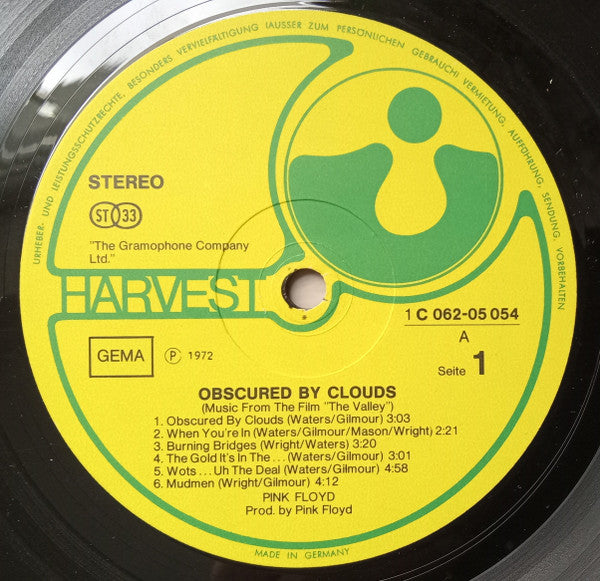 URHEBER- UND LEISTUNGSSCHUTZRECHTE, BESONDERS VERVIELFÄLTIGUNG (AUSSER ZUM PERSÖNLICHEN GEBRAUCH) VERMIETUNG, AUFFÜHRUNG, SENDUNG, VORBEHALTEN
STEREO
ST 33
"The Gramophone Company
Ltd."
HARVEST
1 C 062-05 054
A
Seite 1
GEMA
Ⓟ 1972
OBSCURED BY CLOUDS
(Music From The Film "The Valley")
1. Obscured By Clouds (Waters/Gilmour) 3:03
2. When You're In (Waters/Gilmour/Mason/Wright) 2:21
3. Burning Bridges (Wright/Waters) 3:20
4. The Gold It's In The ... (Waters/Gilmour) 3:01
5. Wots ... Uh The Deal (Waters/Gilmour) 4:58
6. Mudmen (Wright/Gilmour) 4:12
PINK FLOYD
Prod. by Pink Floyd
MADE IN GERMANY